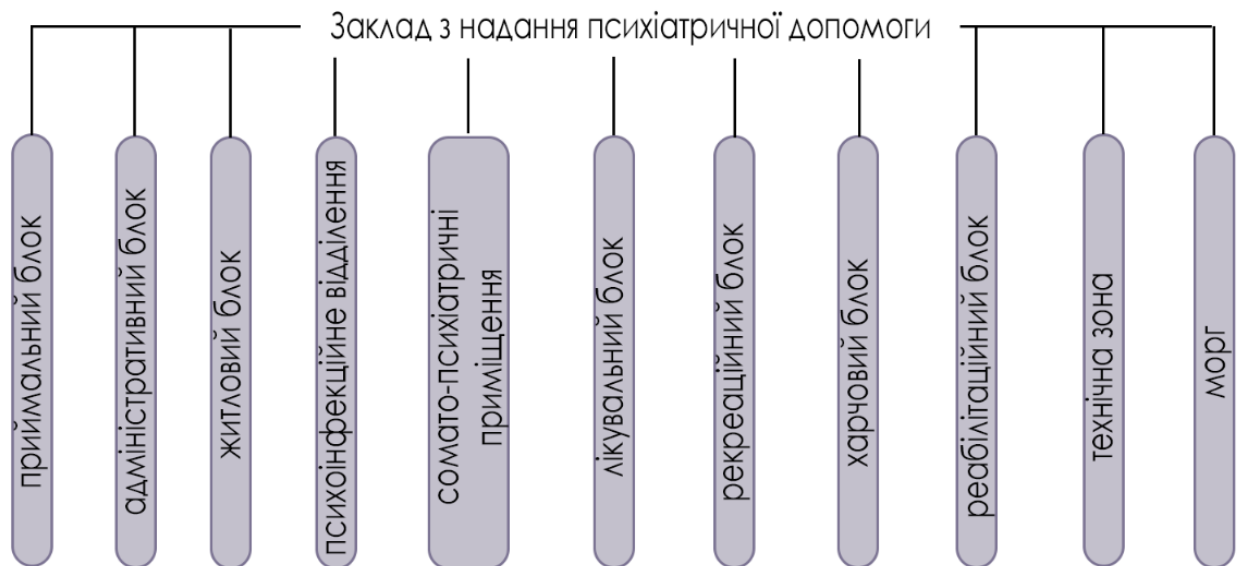 Заклад з надання психіатричної допомоги
приймальний блок
адміністративний блок
житловий блок
психоінфекційне відділення
сомато-психіатричні
приміщення
лікувальний блок
рекреаційний блок
харчовий блок
реабілітаційний блок
технічна зона
морг